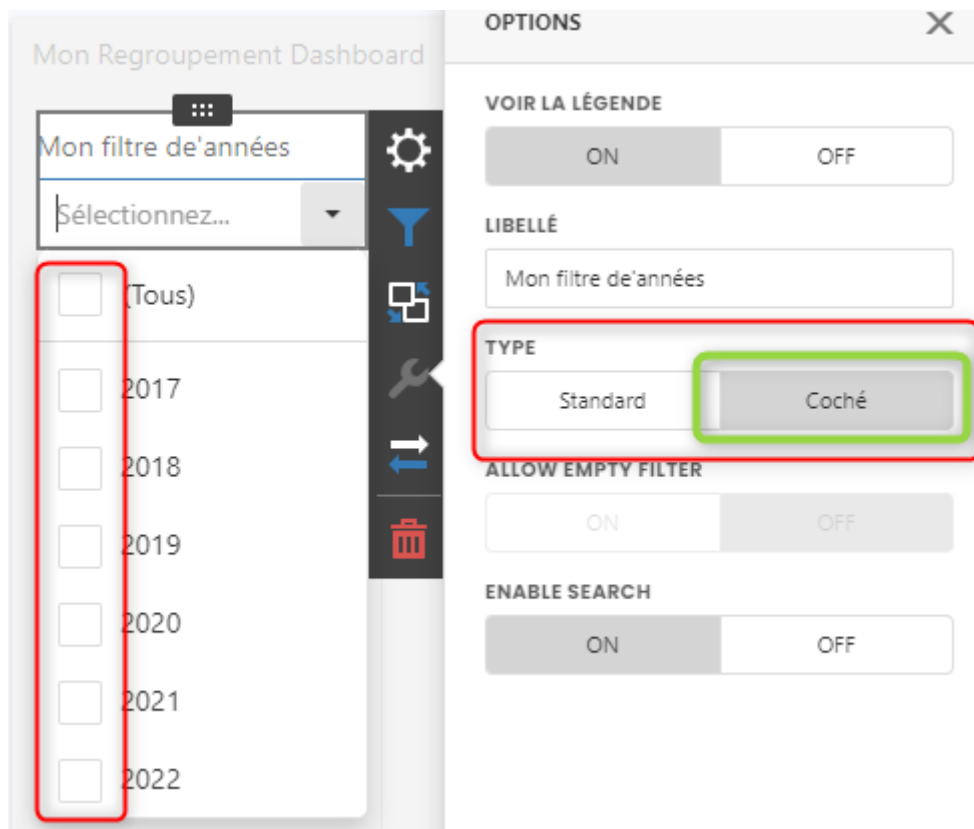 Mon Regroupement Dashboard
Mon filtre de'années
Sélectionnez...
(Tous)
2017
2018
2019
2020
2021
2022
OPTIONS
VOIR LA LÉGENDE
ON OFF
LIBELLÉ
Mon filtre de'années
TYPE
Standard Coché
ALLOW EMPTY FILTER
ON OFF
ENABLE SEARCH
ON OFF